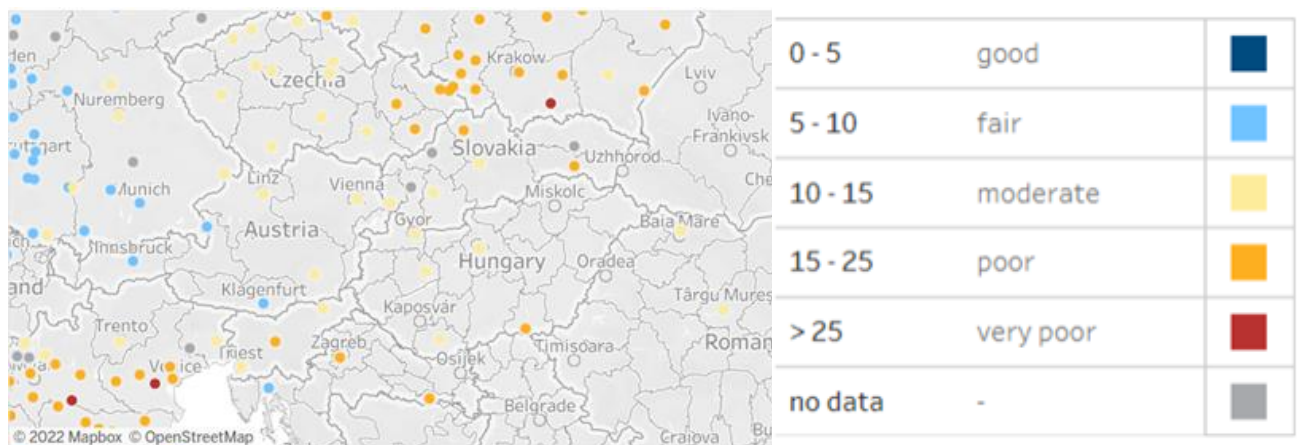 Krakow
Lviv
Czechia
Nuremberg
Ivano-
Frankivsk
Slovakia
Uzhhorod
Linz
Vienna
Munich
Miskolc
Gyor
Baia Mare
Austria
Innsbruck
Hungary
Oradea
Klagenfurt
Târgu Mureș
Kaposvár
Trento
Zagreb
Triest
Venice
Timișoara
Osijek
Belgrade
Craiova
© 2022 Mapbox © OpenStreetMap
0 - 5 good
5 - 10 fair
10 - 15 moderate
15 - 25 poor
> 25 very poor
no data -